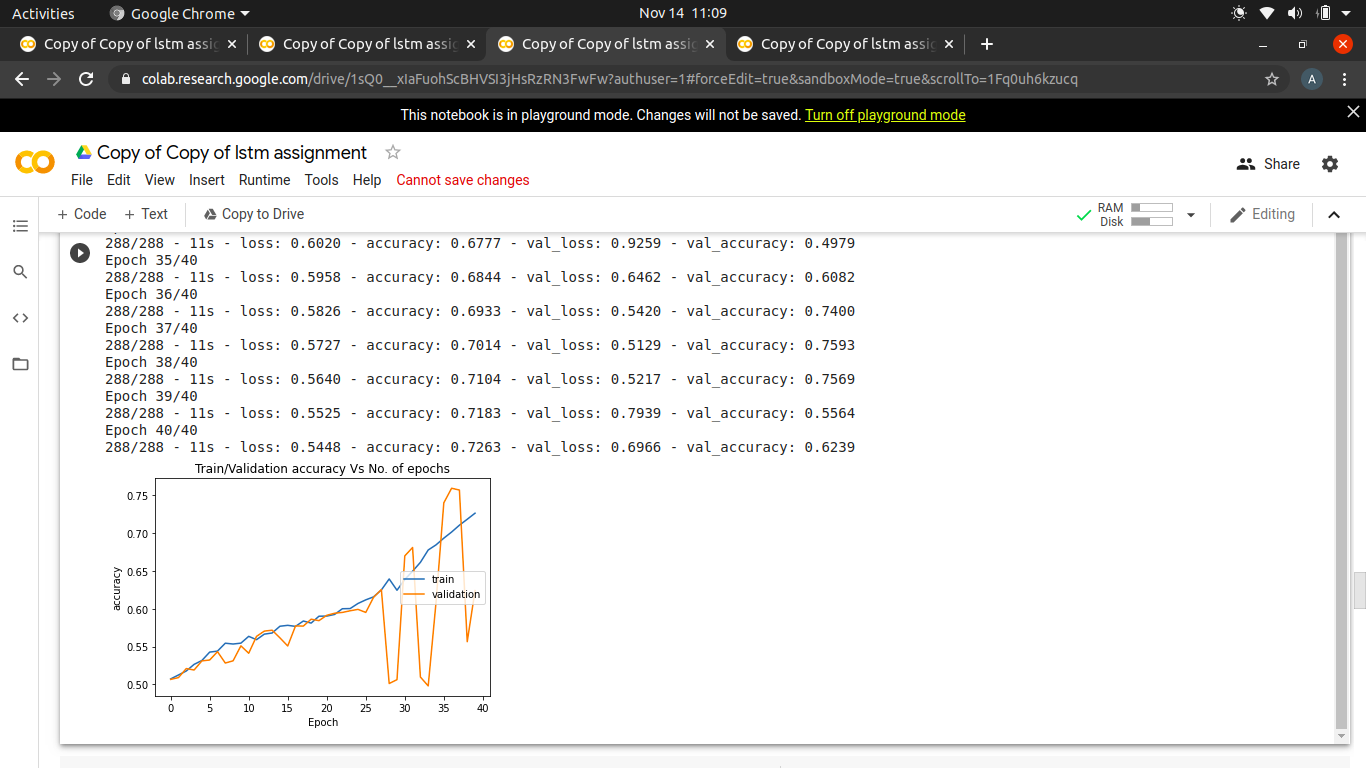 Activities
Google Chrome
Nov 14 11:09
Copy of Copy of lstm assig
Copy of Copy of lstm assig
Copy of Copy of lstm assig
Copy of Copy of lstm assig
colab.research.google.com/drive/1sQ0__xIaFuohScBHVSI3jHsRzRN3FwFw?authuser=1#forceEdit=true&sandboxMode=true&scrollTo=1Fq0uh6kzucq
A
This notebook is in playground mode. Changes will not be saved. Turn off playground mode
Copy of Copy of lstm assignment
Share
File Edit View Insert Runtime Tools Help Cannot save changes
+ Code + Text Copy to Drive
RAM
Disk
Editing
288/288 - 11s - loss: 0.6020 - accuracy: 0.6777 - val_loss: 0.9259 - val_accuracy: 0.4979
Epoch 35/40
288/288 - 11s - loss: 0.5958 - accuracy: 0.6844 - val_loss: 0.6462 - val_accuracy: 0.6082
Epoch 36/40
288/288 - 11s - loss: 0.5826 - accuracy: 0.6933 - val_loss: 0.5420 - val_accuracy: 0.7400
Epoch 37/40
288/288 - 11s - loss: 0.5727 - accuracy: 0.7014 - val_loss: 0.5129 - val_accuracy: 0.7593
Epoch 38/40
288/288 - 11s - loss: 0.5640 - accuracy: 0.7104 - val_loss: 0.5217 - val_accuracy: 0.7569
Epoch 39/40
288/288 - 11s - loss: 0.5525 - accuracy: 0.7183 - val_loss: 0.7939 - val_accuracy: 0.5564
Epoch 40/40
288/288 - 11s - loss: 0.5448 - accuracy: 0.7263 - val_loss: 0.6966 - val_accuracy: 0.6239
Train/Validation accuracy Vs No. of epochs
0.75
0.70
0.65
0.60
0.55
0.50
accuracy
train
validation
0 5 10 15 20 25 30 35 40
Epoch